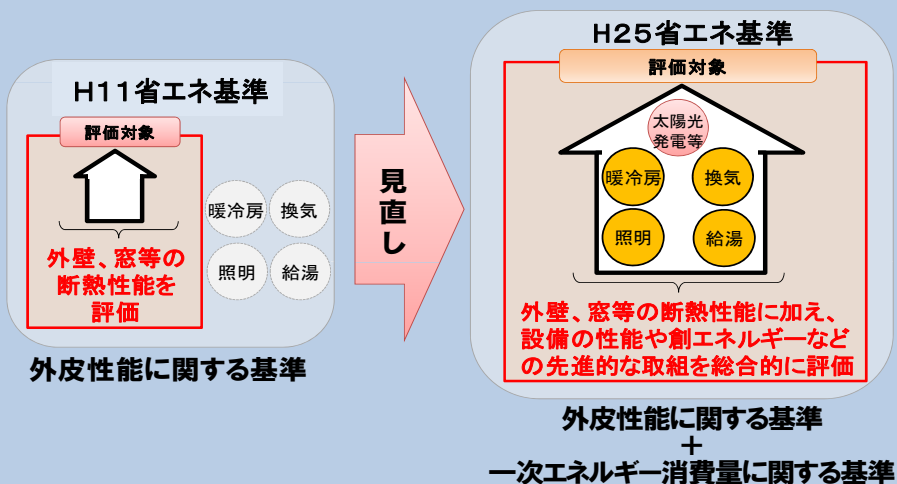 H11省エネ基準
評価対象
外壁、窓等の
断熱性能を
評価
暖冷房
換気
照明
給湯
外皮性能に関する基準
見直し
H25省エネ基準
評価対象
太陽光
発電等
暖冷房
換気
照明
給湯
外壁、窓等の断熱性能に加え、
設備の性能や創エネルギーなど
の先進的な取組を総合的に評価
外皮性能に関する基準
+
一次エネルギー消費量に関する基準